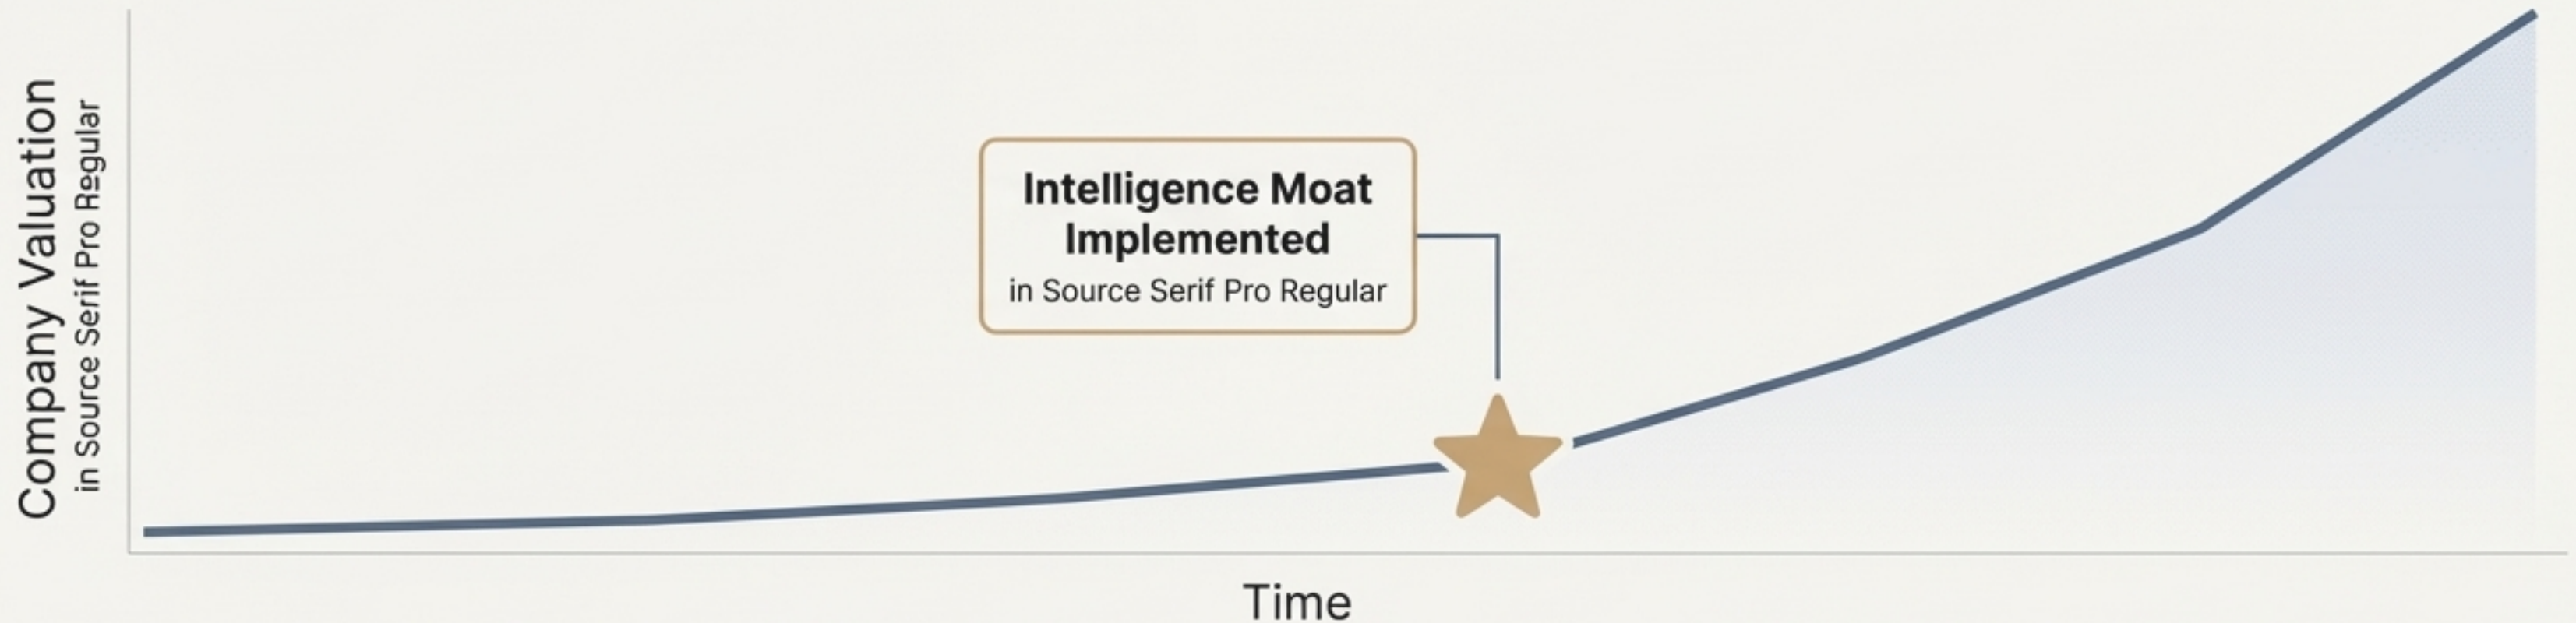 Company Valuation
in Source Serif Pro Regular
Intelligence Moat
Implemented
in Source Serif Pro Regular
Time